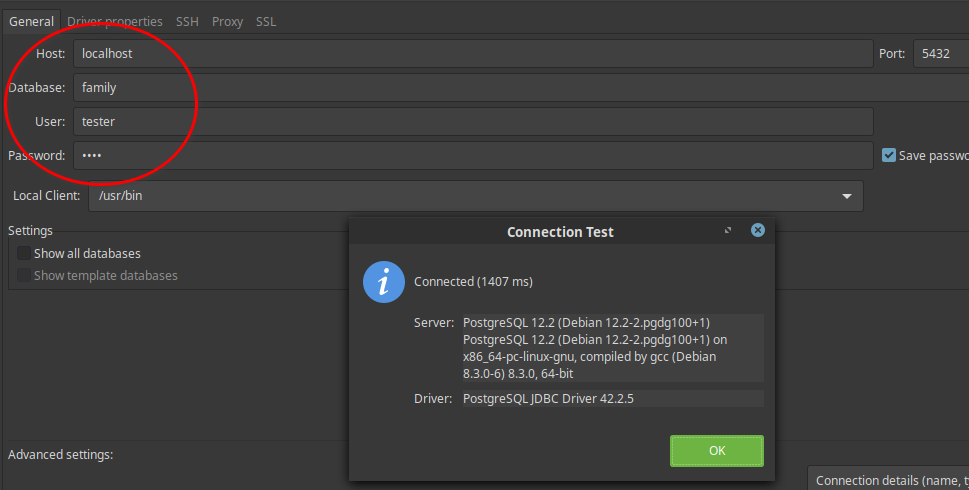 General Driver properties SSH Proxy SSL
Host: localhost Port: 5432
Database: family
User: tester
Password: •••• Save passwo
Local Client: /usr/bin
Settings
Show all databases
Show template databases
Connection Test
Connected (1407 ms)
Server: PostgreSQL 12.2 (Debian 12.2-2.pgdg100+1)
PostgreSQL 12.2 (Debian 12.2-2.pgdg100+1) on
x86_64-pc-linux-gnu, compiled by gcc (Debian
8.3.0-6) 8.3.0, 64-bit
Driver: PostgreSQL JDBC Driver 42.2.5
OK
Advanced settings:
Connection details (name, t